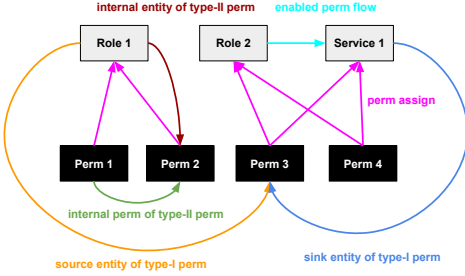 internal entity of type-II perm
enabled perm flow
Role 1
Role 2
Service 1
perm assign
Perm 1
Perm 2
Perm 3
Perm 4
internal perm of type-II perm
source entity of type-I perm
sink entity of type-I perm